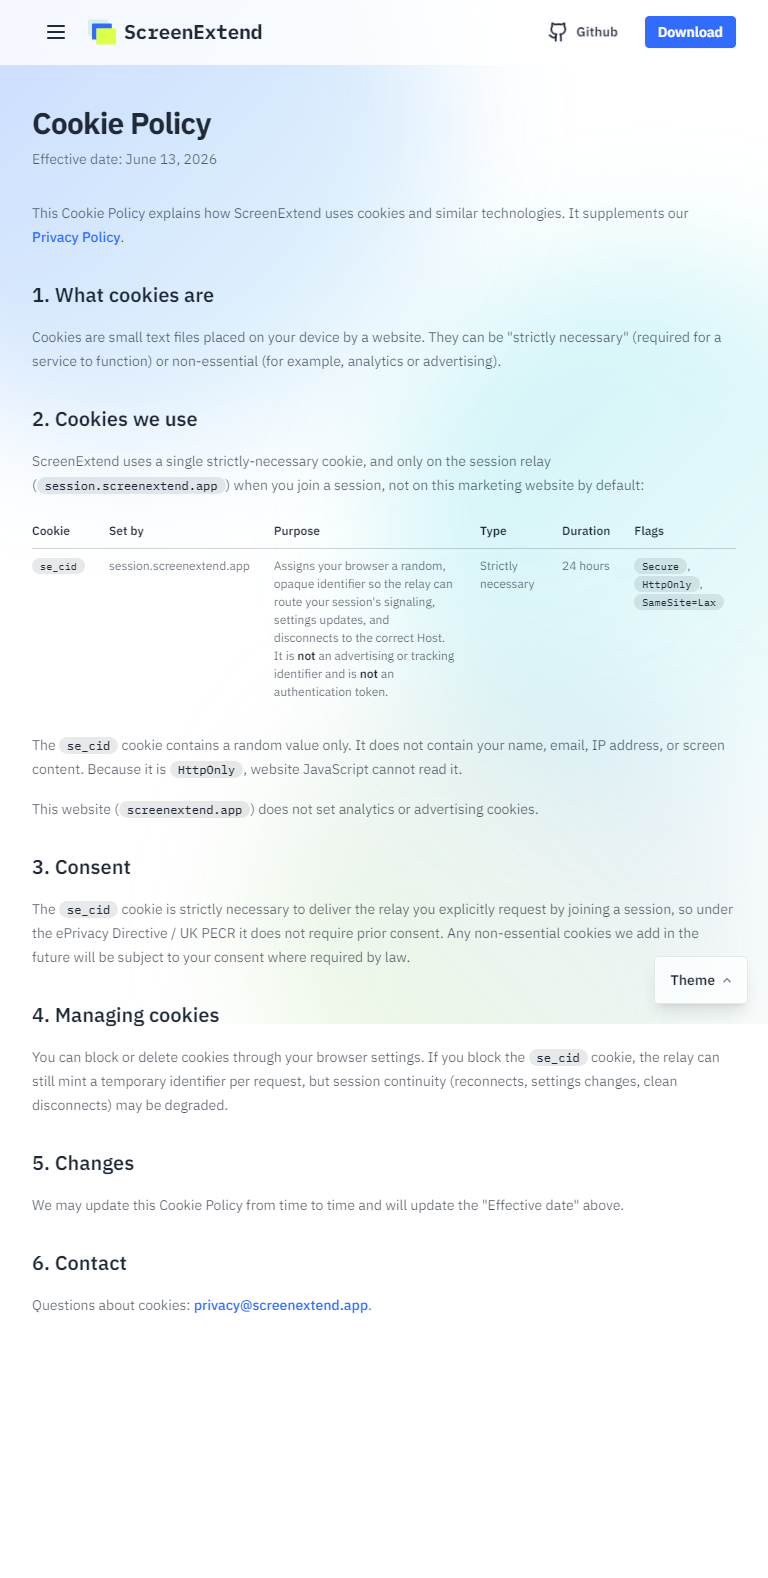 ScreenExtend
Github
Download
Cookie Policy
Effective date: June 13, 2026
This Cookie Policy explains how ScreenExtend uses cookies and similar technologies. It supplements our
Privacy Policy.
1. What cookies are
Cookies are small text files placed on your device by a website. They can be "strictly necessary" (required for a
service to function) or non-essential (for example, analytics or advertising).
2. Cookies we use
ScreenExtend uses a single strictly-necessary cookie, and only on the session relay
(session.screenextend.app) when you join a session, not on this marketing website by default:
Cookie Set by Purpose Type Duration Flags
se_cid session.screenextend.app Assigns your browser a random, Strictly 24 hours Secure,
opaque identifier so the relay can necessary HttpOnly,
route your session's signaling, SameSite=Lax
settings updates, and
disconnects to the correct Host.
It is not an advertising or tracking
identifier and is not an
authentication token.
The se_cid cookie contains a random value only. It does not contain your name, email, IP address, or screen
content. Because it is HttpOnly, website JavaScript cannot read it.
This website (screenextend.app) does not set analytics or advertising cookies.
3. Consent
The se_cid cookie is strictly necessary to deliver the relay you explicitly request by joining a session, so under
the ePrivacy Directive / UK PECR it does not require prior consent. Any non-essential cookies we add in the
future will be subject to your consent where required by law.
Theme
4. Managing cookies
You can block or delete cookies through your browser settings. If you block the se_cid cookie, the relay can
still mint a temporary identifier per request, but session continuity (reconnects, settings changes, clean
disconnects) may be degraded.
5. Changes
We may update this Cookie Policy from time to time and will update the "Effective date" above.
6. Contact
Questions about cookies: privacy@screenextend.app.